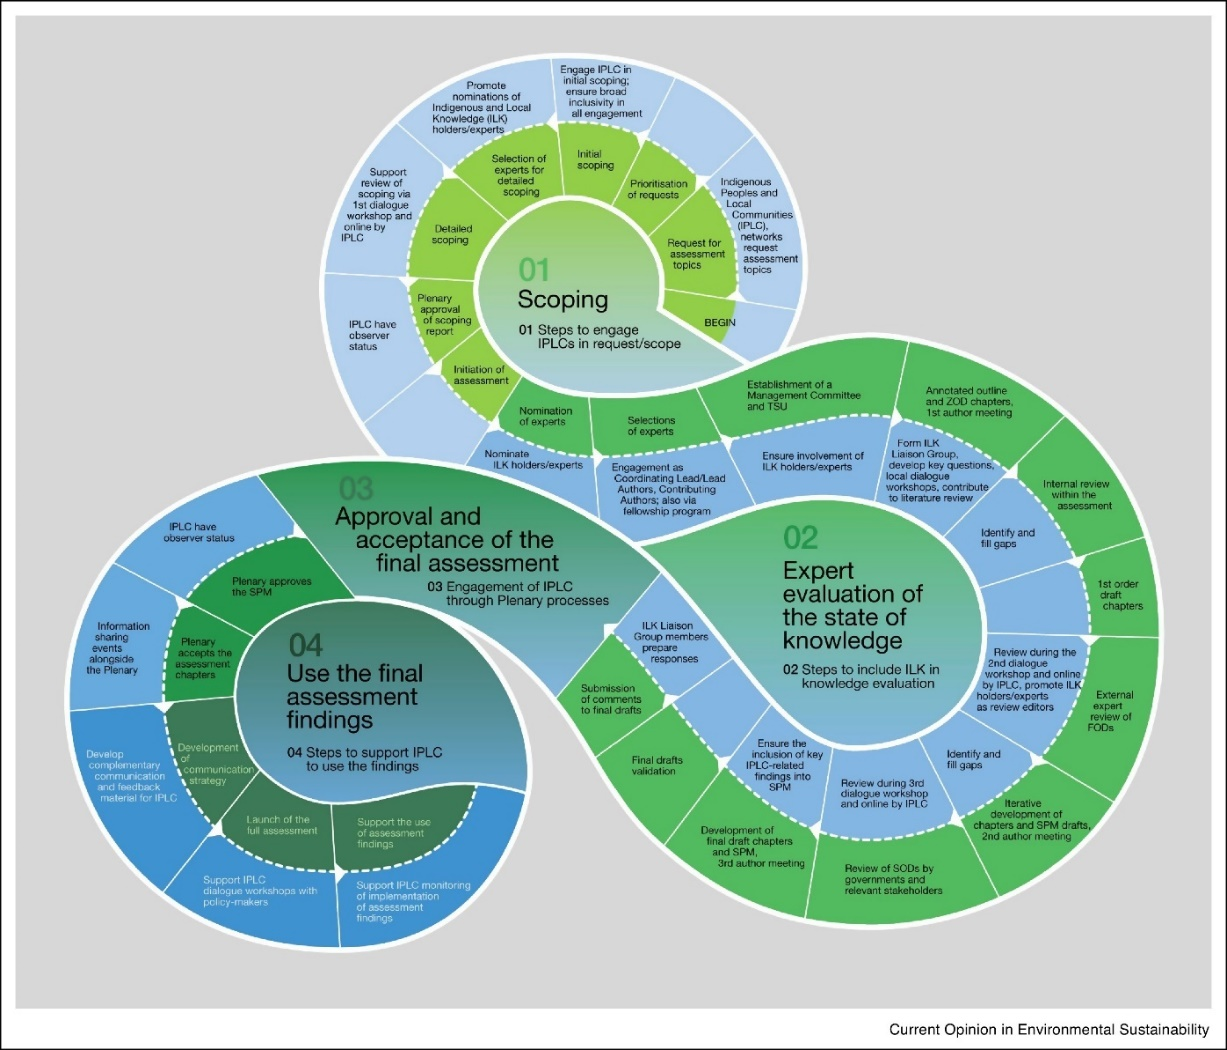 01
Scoping
01 Steps to engage
IPLCs in request/scope
BEGIN
Request for
assessment
topics
Indigenous
Peoples and
Local
Communities
(IPLC),
networks
request
assessment
topics
Prioritisation
of requests
Initial
scoping
Engage IPLC in
initial scoping;
ensure broad
inclusivity in
all engagement
Selection of
experts for
detailed
scoping
Promote
nominations of
Indigenous and Local
Knowledge (ILK)
holders/experts
Detailed
scoping
Support
review of
scoping via
1st dialogue
workshop and
online by
IPLC
Plenary
approval
of scoping
report
IPLC have
observer
status
Initiation of
assessment
02
Expert
evaluation of
the state of
knowledge
02 Steps to include ILK in
knowledge evaluation
Nomination
of experts
Nominate
ILK holders/experts
Selections
of experts
Engagement as
Coordinating Lead/Lead
Authors, Contributing
Authors; also via
fellowship program
Establishment of a
Management Committee
and TSU
Ensure involvement of
ILK holders/experts
Annotated outline
and ZOD chapters,
1st author meeting
Form ILK
Liaison Group,
develop key questions,
local dialogue
workshops, contribute
to literature review
Internal review
within the
assessment
Identify and
fill gaps
1st order
draft
chapters
External
expert
review of
FODs
Review during the
2nd dialogue
workshop and online
by IPLC, promote ILK
holders/experts
as review editors
Iterative
development of
chapters and SPM drafts,
2nd author meeting
Identify and
fill gaps
Review of SODs by
governments and
relevant stakeholders
Review during 3rd
dialogue workshop
and online by IPLC
Development of
final draft chapters
and SPM,
3rd author meeting
Ensure the
inclusion of key
IPLC-related
findings into
SPM
Final drafts
validation
Submission
of comments
to final drafts
ILK Liaison
Group members
prepare
responses
03
Approval and
acceptance of the
final assessment
03 Engagement of IPLC
through Plenary processes
Plenary approves
the SPM
IPLC have
observer status
Plenary
accepts the
assessment
chapters
Information
sharing
events
alongside
the Plenary
04
Use the final
assessment
findings
04 Steps to support IPLC
to use the findings
Development
of
communication
strategy
Develop
complementary
communication
and feedback
material for IPLC
Launch of the
full assessment
Support IPLC
dialogue workshops with
policy-makers
Support the use
of assessment
findings
Support IPLC monitoring
of implementation
of assessment
findings
Current Opinion in Environmental Sustainability